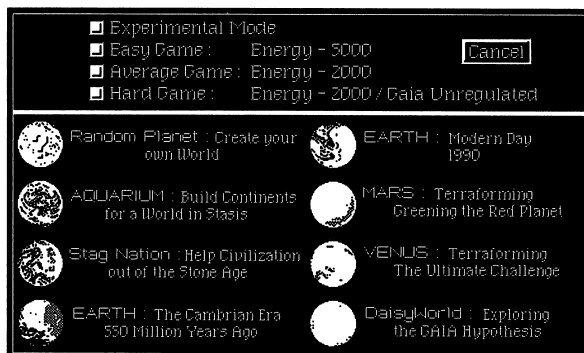 Experimental Mode
Easy Game : Energy - 5000
Cancel
Average Game : Energy - 2000
Hard Game : Energy - 2000 / Gaia Unregulated
Random Planet : Create your
own World
EARTH : Modern Day
1990
AQUARIUM : Build Continents
for a World in Stasis
MARS : Terraforming
Greening the Red Planet
Stag Nation : Help Civilization
out of the Stone Age
VENUS : Terraforming
The Ultimate Challenge
EARTH : The Cambrian Era
550 Million Years Ago
DaisyWorld : Exploring
the GAIA Hypothesis